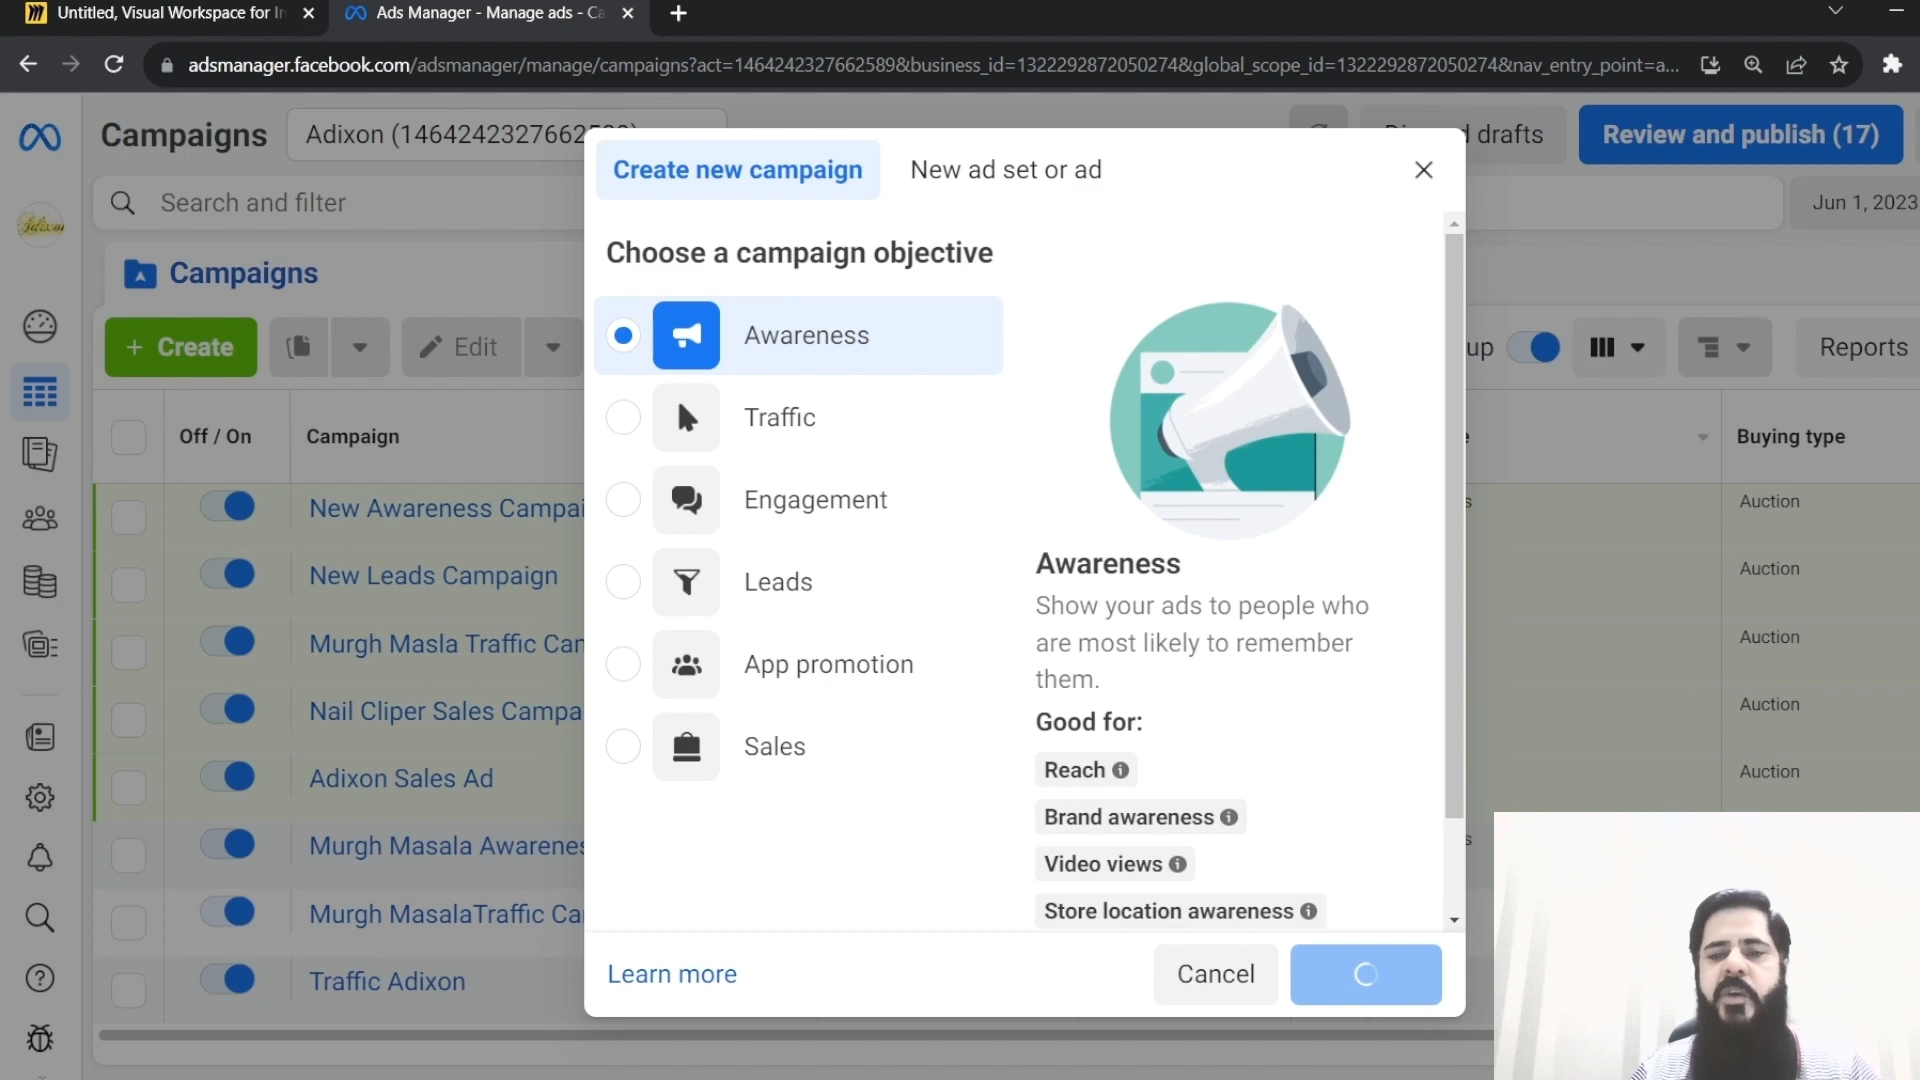 Untitled, Visual Workspace for In
Ads Manager - Manage ads - Ca
adsmanager.facebook.com/adsmanager/manage/campaigns?act=1464242327662589&business_id=1322292872050274&global_scope_id=1322292872050274&nav_entry_point=a...
Campaigns
Adixon (1464242327662589)
drafts
Review and publish (17)
Search and filter
Jun 1, 2023
Campaigns
+ Create
Edit
up
Reports
Off / On
Campaign
Buying type
New Awareness Campai
Auction
New Leads Campaign
Auction
Murgh Masla Traffic Can
Auction
Nail Cliper Sales Campa
Auction
Adixon Sales Ad
Auction
Murgh Masala Awarenes
Murgh MasalaTraffic Ca
Traffic Adixon
Create new campaign
New ad set or ad
Choose a campaign objective
Awareness
Traffic
Engagement
Leads
App promotion
Sales
Awareness
Show your ads to people who
are most likely to remember
them.
Good for:
Reach
Brand awareness
Video views
Store location awareness
Learn more
Cancel